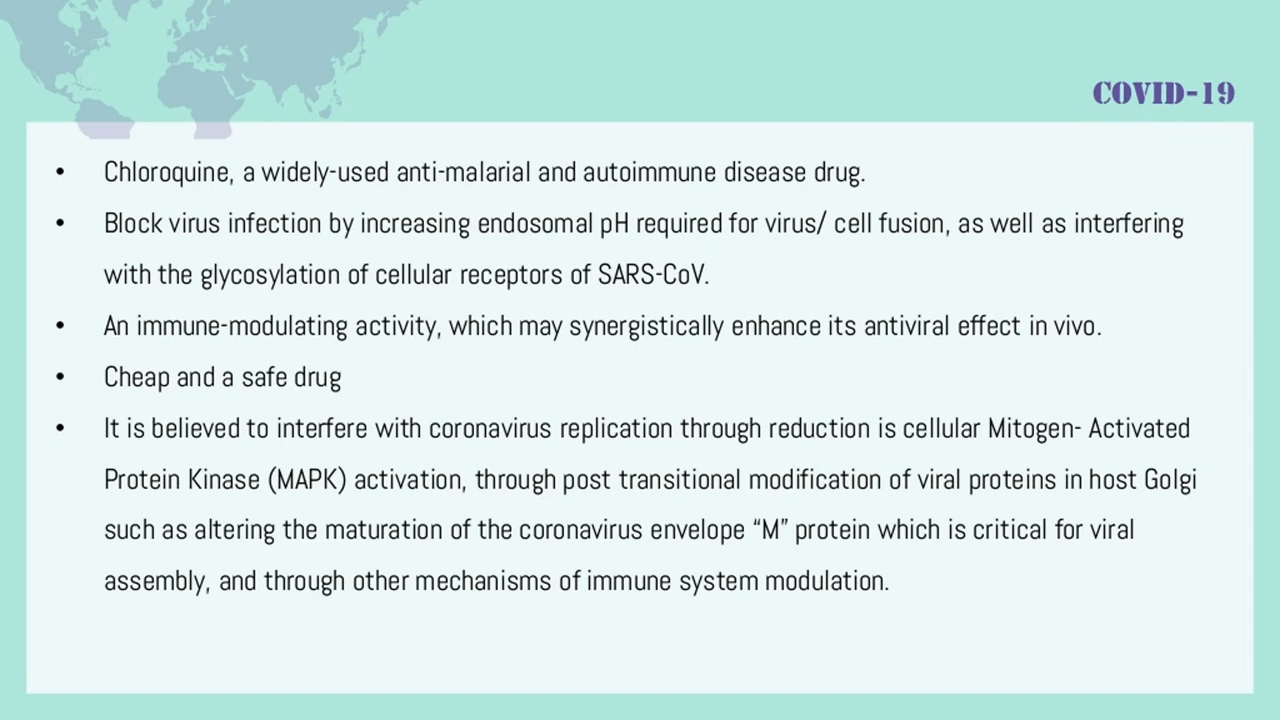 COVID-19
• Chloroquine, a widely-used anti-malarial and autoimmune disease drug.
• Block virus infection by increasing endosomal pH required for virus/ cell fusion, as well as interfering
with the glycosylation of cellular receptors of SARS-CoV.
• An immune-modulating activity, which may synergistically enhance its antiviral effect in vivo.
• Cheap and a safe drug
• It is believed to interfere with coronavirus replication through reduction is cellular Mitogen- Activated
Protein Kinase (MAPK) activation, through post transitional modification of viral proteins in host Golgi
such as altering the maturation of the coronavirus envelope “M” protein which is critical for viral
assembly, and through other mechanisms of immune system modulation.